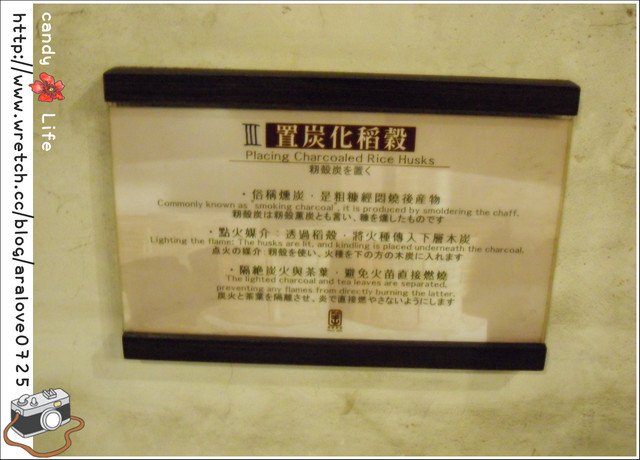 candy Life
http://www.wretch.cc/blog/aralove0725
III 置炭化稻穀
Placing Charcoaled Rice Husks
籾殻炭を置く
・俗稱燻炭，是粗糠經悶燒後產物
Commonly known as "smoking charcoal", it is produced by smoldering the chaff.
籾殻炭は籾殻薫炭とも言い、糠を燻したものです
・點火媒介：透過稻殼，將火種傳入下層木炭
Lighting the flame: The husks are lit, and kindling is placed underneath the charcoal.
点火の媒介：籾殻を使い、火種を下の方の木炭に入れます
・隔絶炭火與茶葉，避免火苗直接燃燒
The lighted charcoal and tea leaves are separated,
preventing any flames from directly burning the latter.
炭火と茶葉を隔離させ、炎で直接燃やさないようにします